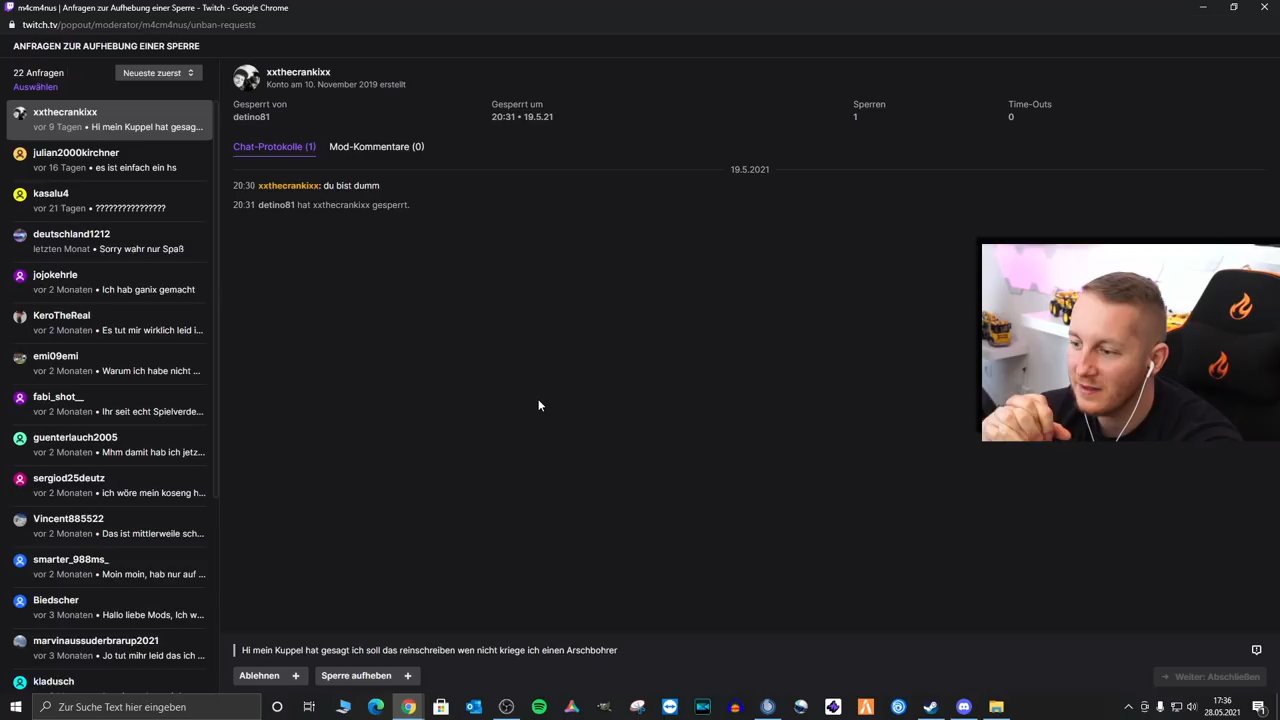 m4cm4nus | Anfragen zur Aufhebung einer Sperre - Twitch - Google Chrome
twitch.tv/popout/moderator/m4cm4nus/unban-requests
ANFRAGEN ZUR AUFHEBUNG EINER SPERRE
22 Anfragen
Neueste zuerst
Auswählen
xxthecrankixx
vor 9 Tagen • Hi mein Kuppel hat gesag...
julian2000kirchner
vor 16 Tagen • es ist einfach ein hs
kasalu4
vor 21 Tagen • ????????????????
deutschland1212
letzten Monat • Sorry wahr nur Spaß
jojokehrle
vor 2 Monaten • Ich hab ganix gemacht
KeroTheReal
vor 2 Monaten • Es tut mir wirklich leid i...
emi09emi
vor 2 Monaten • Warum ich habe nicht ...
fabi_shot__
vor 2 Monaten • Ihr seit echt Spielverde...
guenterlauch2005
vor 2 Monaten • Mhm damit hab ich jetz...
sergiod25deutz
vor 2 Monaten • ich wöre mein koseng h...
Vincent885522
vor 2 Monaten • Das ist mittlerweile sch...
smarter_988ms_
vor 2 Monaten • Moin moin, hab nur auf ...
Biedscher
vor 3 Monaten • Hallo liebe Mods, Ich w...
marvinaussuderbrarup2021
vor 3 Monaten • Jo tut mihr leid das ich ...
kladusch
xxthecrankixx
Konto am 10. November 2019 erstellt
Gesperrt von
detino81
Gesperrt um
20:31 • 19.5.21
Sperren
1
Time-Outs
0
Chat-Protokolle (1)
Mod-Kommentare (0)
19.5.2021
20:30 xxthecrankixx: du bist dumm
20:31 detino81 hat xxthecrankixx gesperrt.
Hi mein Kuppel hat gesagt ich soll das reinschreiben wen nicht kriege ich einen Arschbohrer
Ablehnen +
Sperre aufheben +
Weiter: Abschließen
Zur Suche Text hier eingeben
17:36
28.05.2021